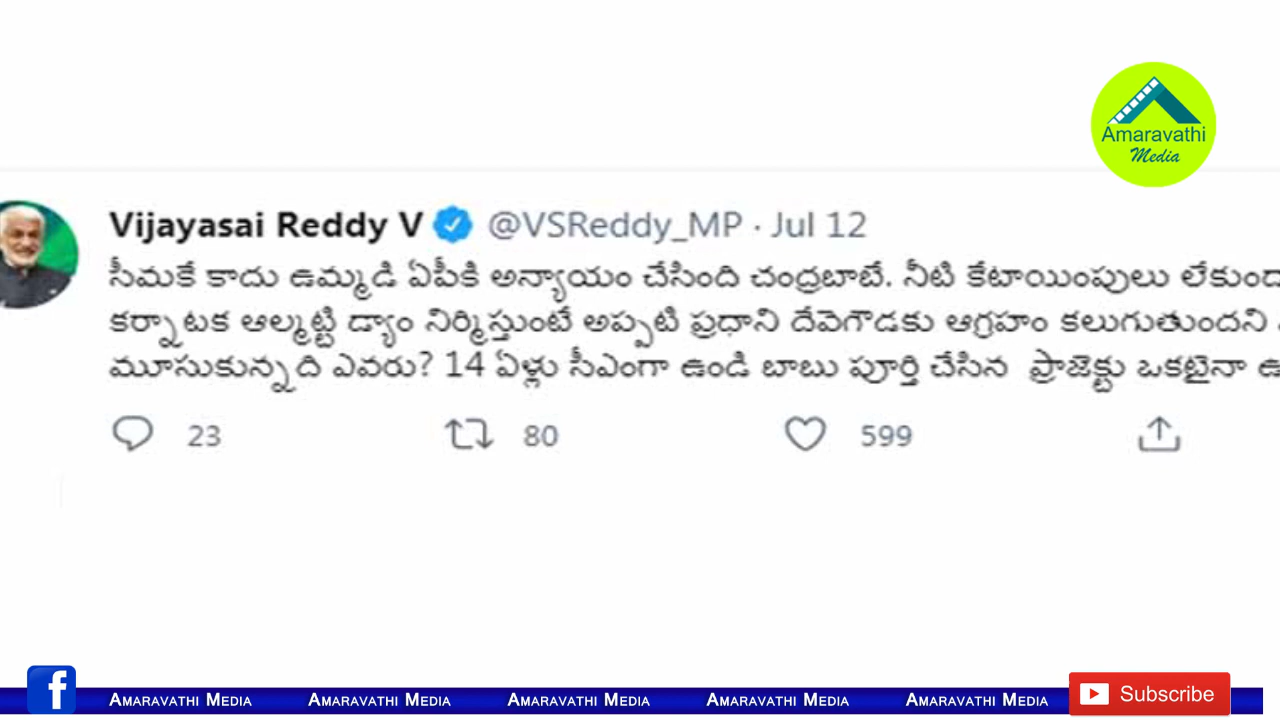 Amaravathi
Media
Vijayasai Reddy V @VSReddy_MP · Jul 12
సీమకే కాదు ఉమ్మడి ఏపీకి అన్యాయం చేసింది చంద్రబాబే. నీటి కేటాయింపులు లేకుండా
కర్నాటక ఆల్మట్టి డ్యాం నిర్మిస్తుంటే అప్పటి ప్రధాని దేవెగౌడకు ఆగ్రహం కలుగుతుందని
మూసుకున్నది ఎవరు? 14 ఏళ్లు సీఎంగా ఉండి బాబు పూర్తి చేసిన ప్రాజెక్టు ఒకటైనా
23 80 599
f Amaravathi Media Amaravathi Media Amaravathi Media Amaravathi Media Amaravathi Media Subscribe